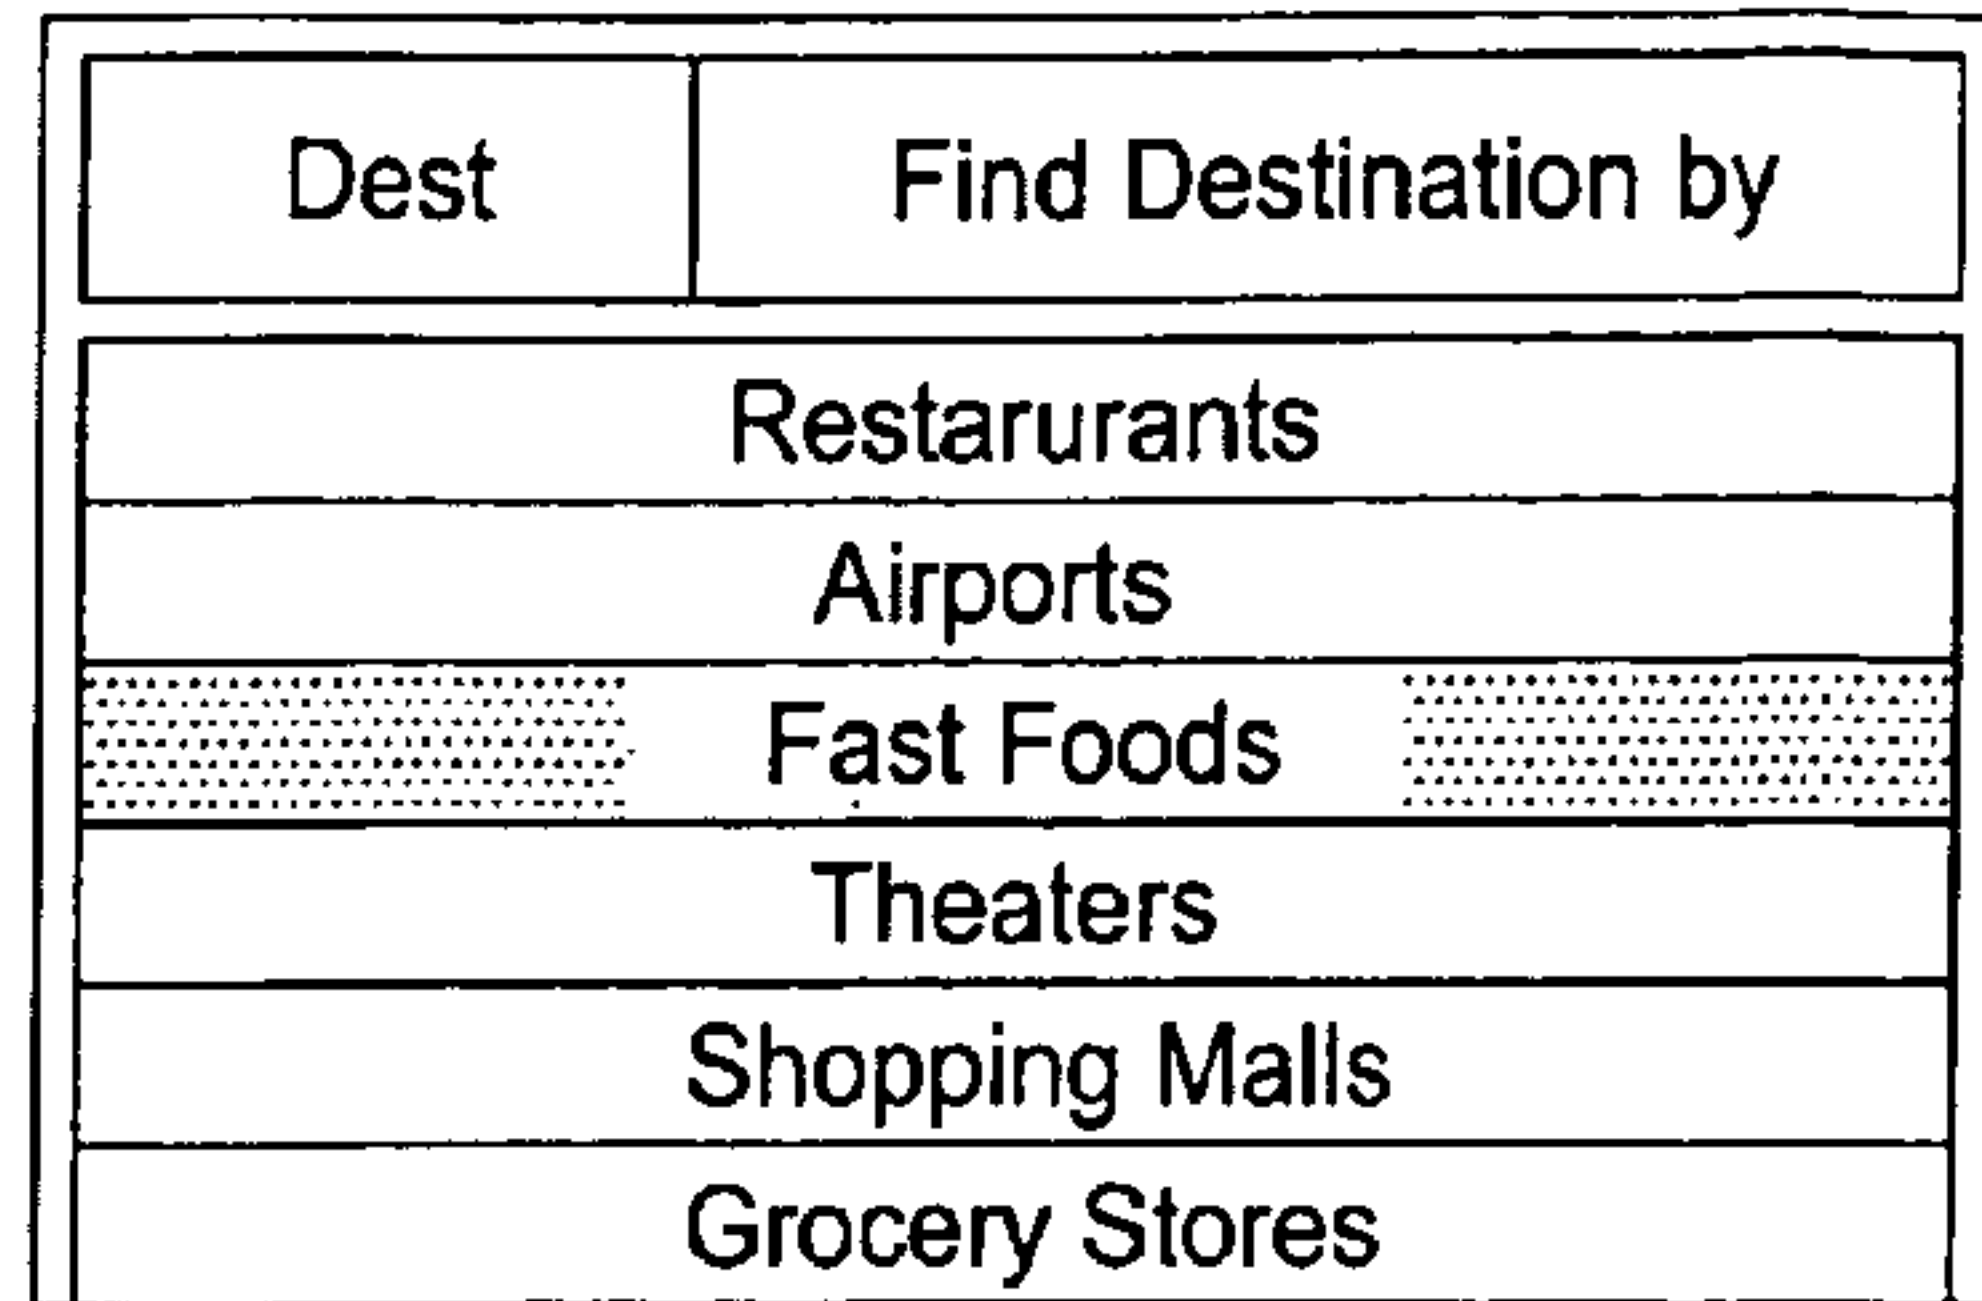 Dest Find Destination by
Restarurants
Airports
Fast Foods
Theaters
Shopping Malls
Grocery Stores